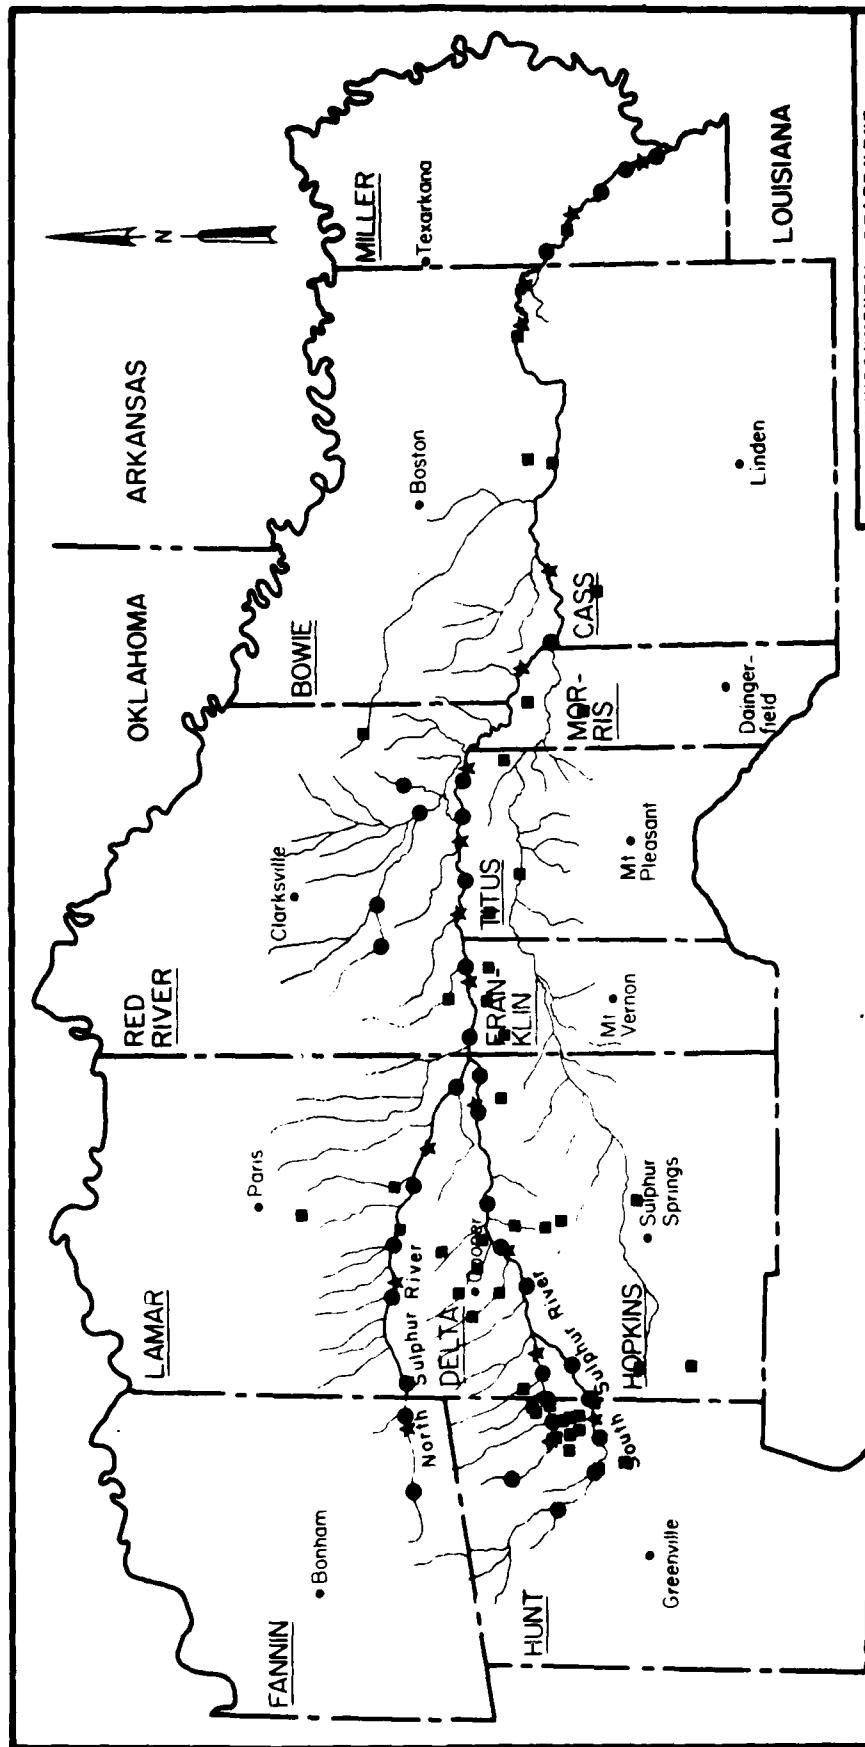 N
ARKANSAS
OKLAHOMA
MILLER
Texarkana
LOUISIANA
BOWIE
Boston
RED
RIVER
Clarksville
CASS
Linden
MOR-
RIS
Dainger-
field
TITUS
Mt
Pleasant
FRAN-
KLIN
Mt
Vernon
LAMAR
Paris
North Sulphur River
DELTA
Cooper
South Sulphur River
HOPKINS
Sulphur
Springs
FANNIN
Bonham
HUNT
Greenville